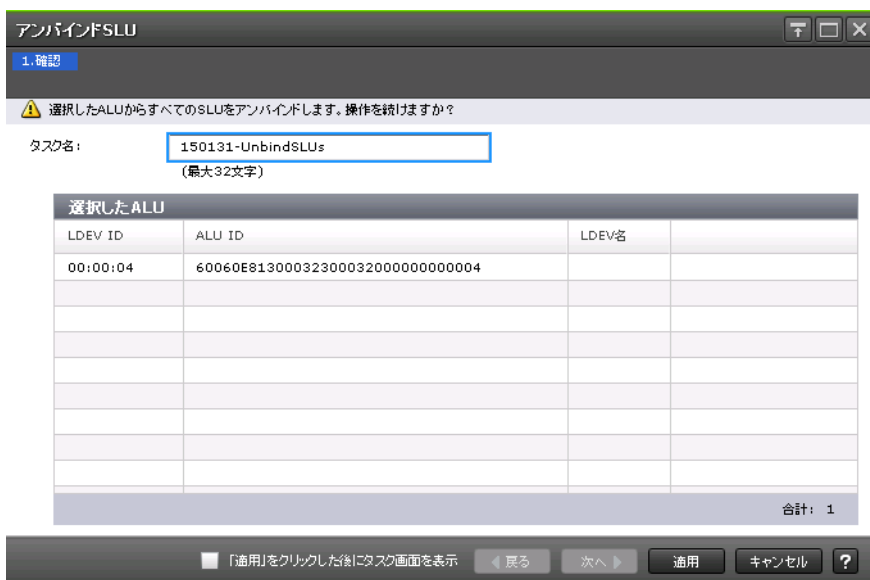 アンバインドSLU
1.確認
選択したALUからすべてのSLUをアンバインドします。操作を続けますか？
タスク名： 150131-UnbindSLUs
(最大32文字)
選択したALU
LDEV ID ALU ID LDEV名
00:00:04 60060E81300032300032000000000004
合計： 1
「適用」をクリックした後にタスク画面を表示 戻る 次へ 適用 キャンセル ?